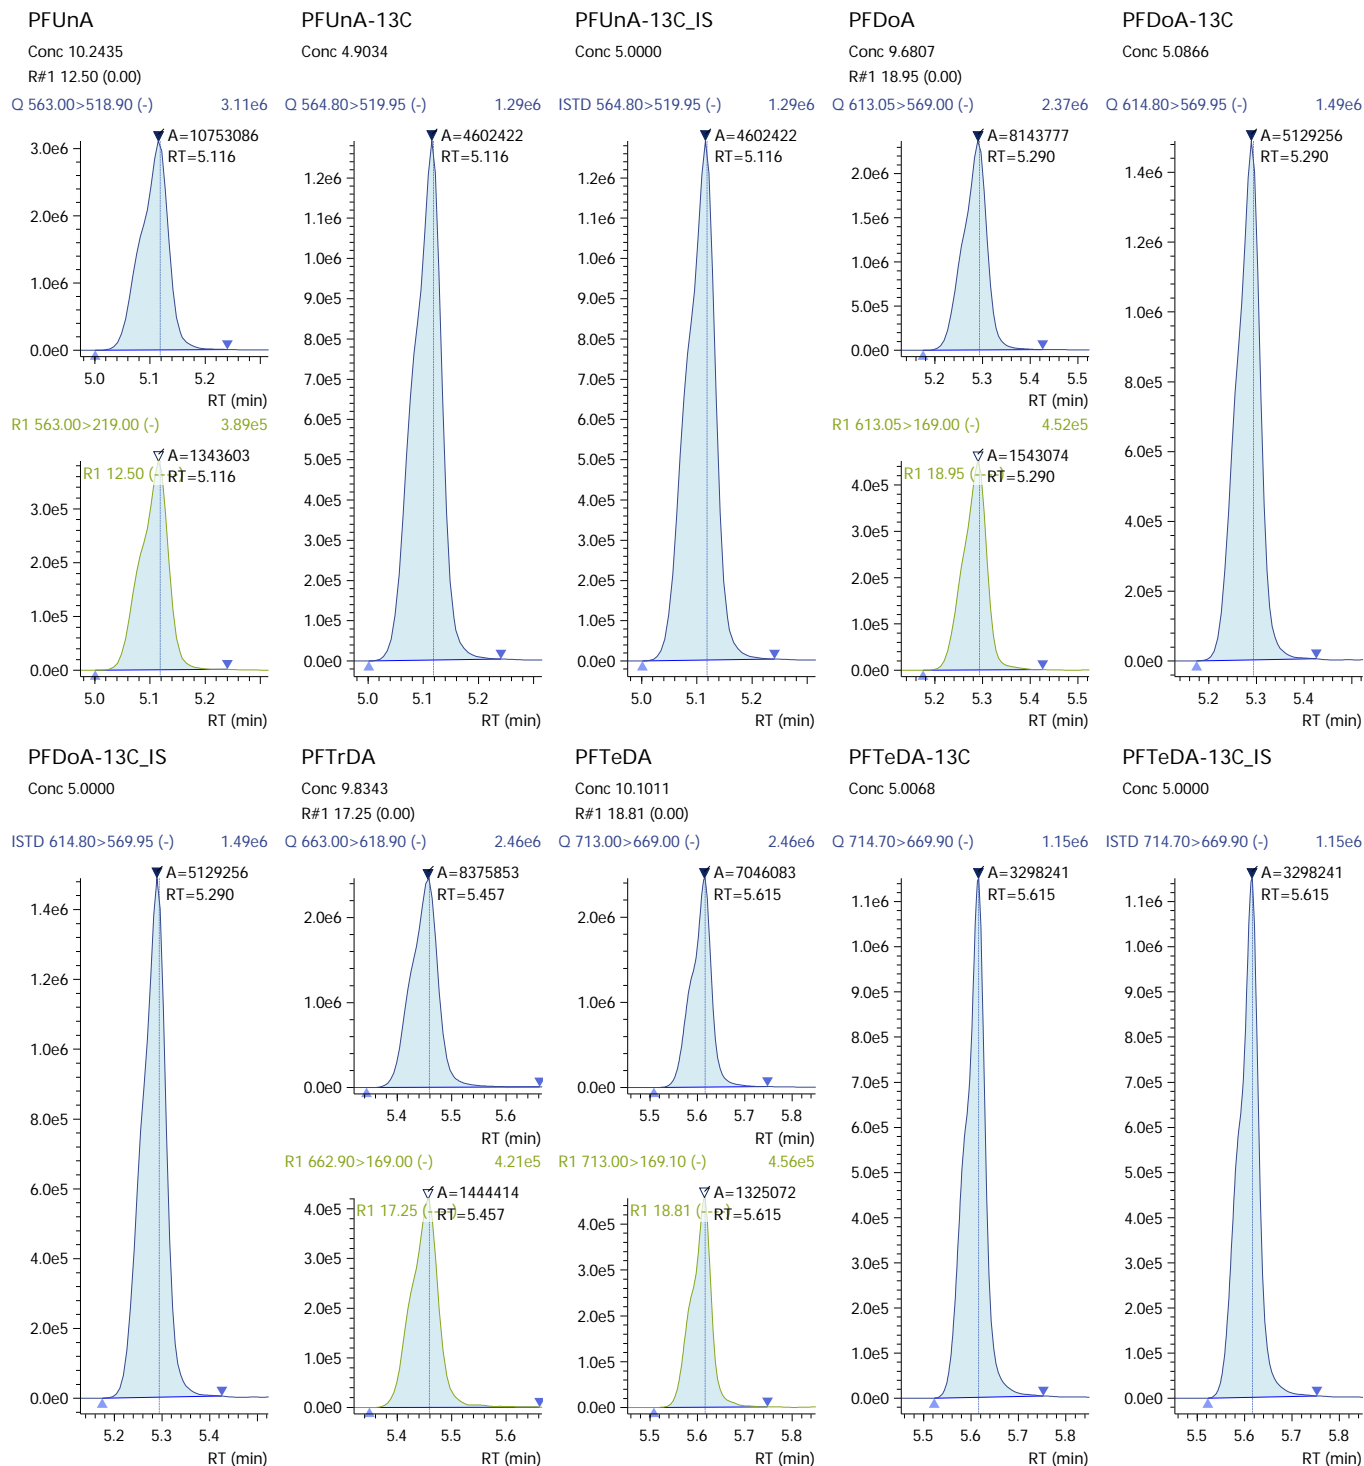 PFUnA
Conc 10.2435
R#1 12.50 (0.00)
Q 563.00>518.90 (-) 3.11e6
A=10753086
RT=5.116
3.0e6
2.0e6
1.0e6
0.0e0
5.0 5.1 5.2
RT (min)
R1 563.00>219.00 (-) 3.89e5
A=1343603
R1 12.50 (----)
RT=5.116
3.0e5
2.0e5
1.0e5
0.0e0
5.0 5.1 5.2
RT (min)
PFUnA-13C
Conc 4.9034
Q 564.80>519.95 (-) 1.29e6
A=4602422
RT=5.116
1.2e6
1.1e6
1.0e6
9.0e5
8.0e5
7.0e5
6.0e5
5.0e5
4.0e5
3.0e5
2.0e5
1.0e5
0.0e0
5.0 5.1 5.2
RT (min)
PFUnA-13C_IS
Conc 5.0000
ISTD 564.80>519.95 (-) 1.29e6
A=4602422
RT=5.116
1.2e6
1.1e6
1.0e6
9.0e5
8.0e5
7.0e5
6.0e5
5.0e5
4.0e5
3.0e5
2.0e5
1.0e5
0.0e0
5.0 5.1 5.2
RT (min)
PFDoA
Conc 9.6807
R#1 18.95 (0.00)
Q 613.05>569.00 (-) 2.37e6
A=8143777
RT=5.290
2.0e6
1.5e6
1.0e6
5.0e5
0.0e0
5.2 5.3 5.4 5.5
RT (min)
R1 613.05>169.00 (-) 4.52e5
A=1543074
R1 18.95 (----)
RT=5.290
4.0e5
3.0e5
2.0e5
1.0e5
0.0e0
5.2 5.3 5.4 5.5
RT (min)
PFDoA-13C
Conc 5.0866
Q 614.80>569.95 (-) 1.49e6
A=5129256
RT=5.290
1.4e6
1.2e6
1.0e6
8.0e5
6.0e5
4.0e5
2.0e5
0.0e0
5.2 5.3 5.4
RT (min)
PFDoA-13C_IS
Conc 5.0000
ISTD 614.80>569.95 (-) 1.49e6
A=5129256
RT=5.290
1.4e6
1.2e6
1.0e6
8.0e5
6.0e5
4.0e5
2.0e5
0.0e0
5.2 5.3 5.4
RT (min)
PFTrDA
Conc 9.8343
R#1 17.25 (0.00)
Q 663.00>618.90 (-) 2.46e6
A=8375853
RT=5.457
2.0e6
1.0e6
0.0e0
5.4 5.5 5.6
RT (min)
R1 662.90>169.00 (-) 4.21e5
A=1444414
R1 17.25 (----)
RT=5.457
4.0e5
3.0e5
2.0e5
1.0e5
0.0e0
5.4 5.5 5.6
RT (min)
PFTeDA
Conc 10.1011
R#1 18.81 (0.00)
Q 713.00>669.00 (-) 2.46e6
A=7046083
RT=5.615
2.0e6
1.0e6
0.0e0
5.5 5.6 5.7 5.8
RT (min)
R1 713.00>169.10 (-) 4.56e5
A=1325072
R1 18.81 (----)
RT=5.615
4.0e5
3.0e5
2.0e5
1.0e5
0.0e0
5.5 5.6 5.7 5.8
RT (min)
PFTeDA-13C
Conc 5.0068
Q 714.70>669.90 (-) 1.15e6
A=3298241
RT=5.615
1.1e6
1.0e6
9.0e5
8.0e5
7.0e5
6.0e5
5.0e5
4.0e5
3.0e5
2.0e5
1.0e5
0.0e0
5.5 5.6 5.7 5.8
RT (min)
PFTeDA-13C_IS
Conc 5.0000
ISTD 714.70>669.90 (-) 1.15e6
A=3298241
RT=5.615
1.1e6
1.0e6
9.0e5
8.0e5
7.0e5
6.0e5
5.0e5
4.0e5
3.0e5
2.0e5
1.0e5
0.0e0
5.5 5.6 5.7 5.8
RT (min)